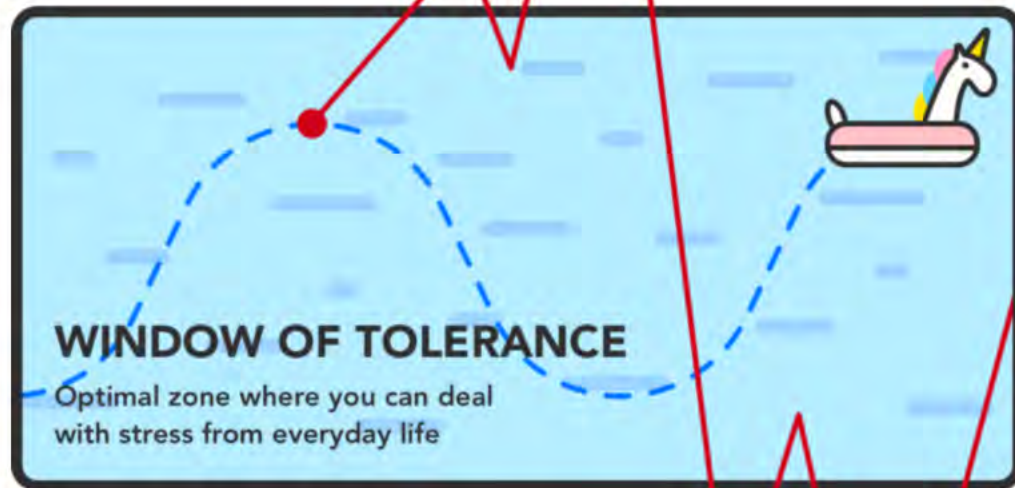 WINDOW OF TOLERANCE
Optimal zone where you can deal
with stress from everyday life